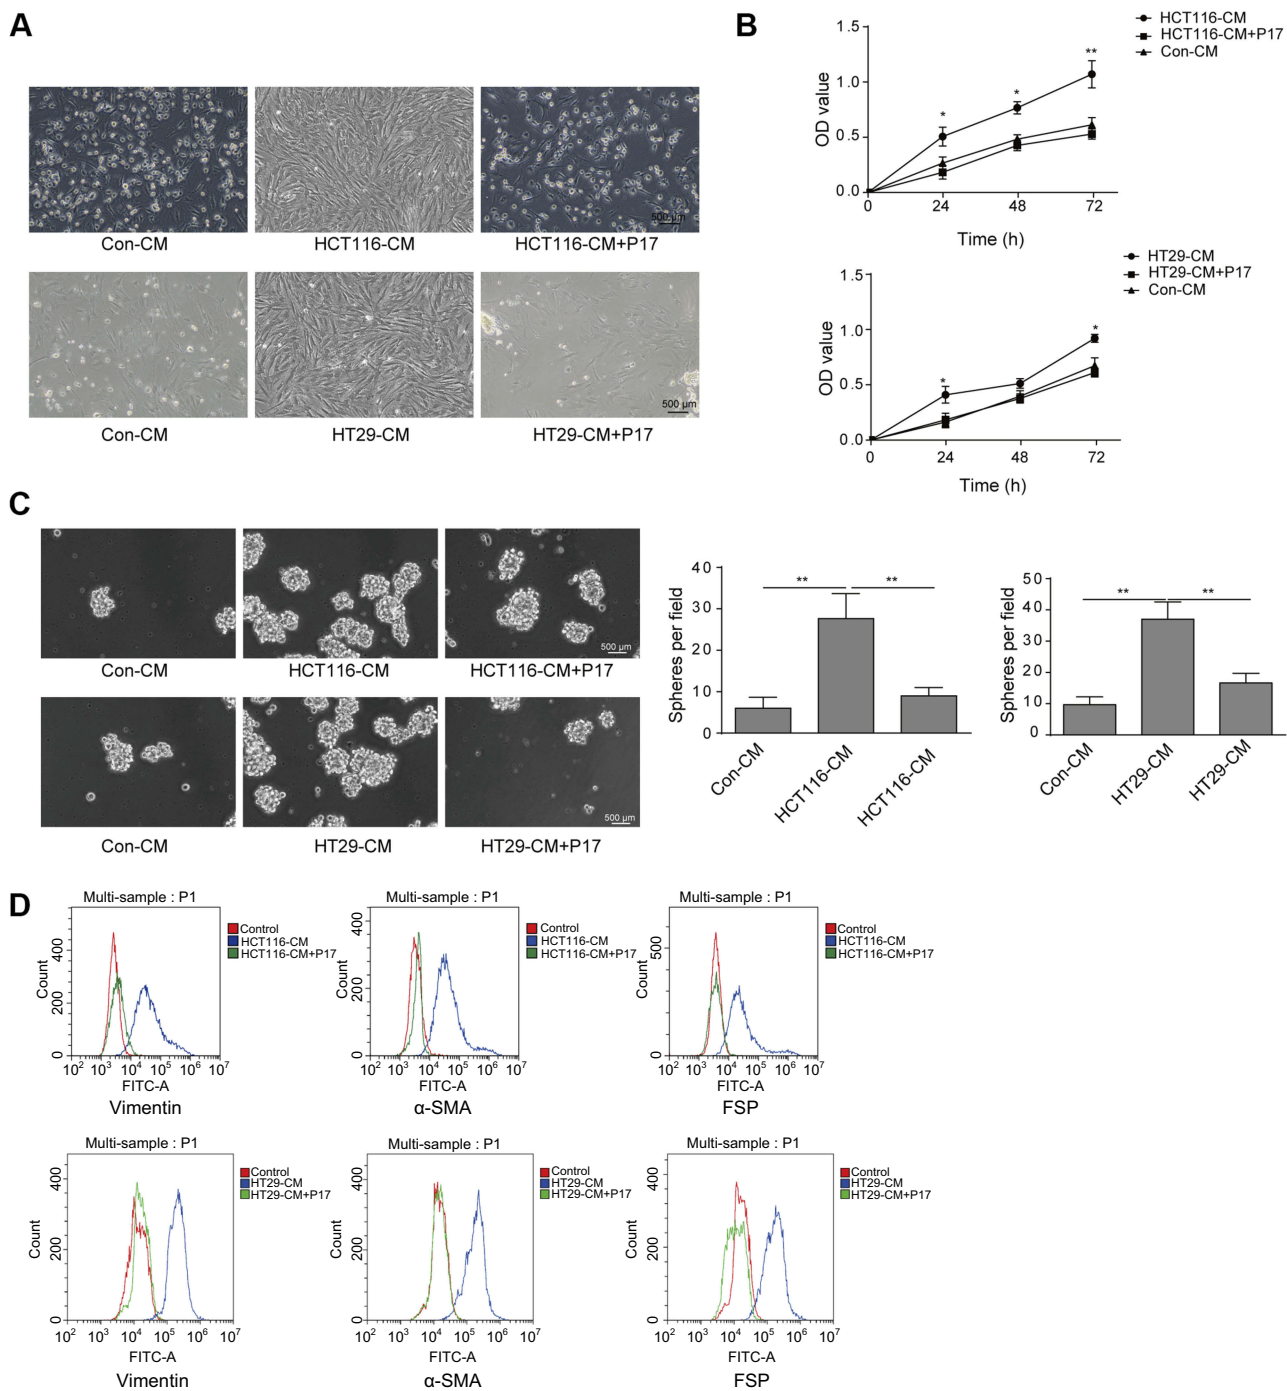 A
Con-CM
HCT116-CM
500 μm
HCT116-CM+P17
Con-CM
HT29-CM
500 μm
HT29-CM+P17
B
HCT116-CM
HCT116-CM+P17
Con-CM
OD value
1.5
1.0
0.5
0.0
*
*
**
0
24
48
72
Time (h)
HT29-CM
HT29-CM+P17
Con-CM
OD value
1.5
1.0
0.5
0.0
*
*
0
24
48
72
Time (h)
C
Con-CM
HCT116-CM
500 μm
HCT116-CM+P17
Con-CM
HT29-CM
500 μm
HT29-CM+P17
Spheres per field
40
30
20
10
0
**
**
Con-CM
HCT116-CM
HCT116-CM
Spheres per field
50
40
30
20
10
0
**
**
Con-CM
HT29-CM
HT29-CM
D
Multi-sample : P1
Control
HCT116-CM
HCT116-CM+P17
Count
400
200
0
10² 10³ 10⁴ 10⁵ 10⁶ 10⁷
FITC-A
Vimentin
Multi-sample : P1
Control
HCT116-CM
HCT116-CM+P17
Count
400
200
0
10² 10³ 10⁴ 10⁵ 10⁶ 10⁷
FITC-A
α-SMA
Multi-sample : P1
Control
HCT116-CM
HCT116-CM+P17
Count
500
0
10² 10³ 10⁴ 10⁵ 10⁶ 10⁷
FITC-A
FSP
Multi-sample : P1
Control
HT29-CM
HT29-CM+P17
Count
400
200
0
10² 10³ 10⁴ 10⁵ 10⁶ 10⁷
FITC-A
Vimentin
Multi-sample : P1
Control
HT29-CM
HT29-CM+P17
Count
400
200
0
10² 10³ 10⁴ 10⁵ 10⁶ 10⁷
FITC-A
α-SMA
Multi-sample : P1
Control
HT29-CM
HT29-CM+P17
Count
400
200
0
10² 10³ 10⁴ 10⁵ 10⁶ 10⁷
FITC-A
FSP